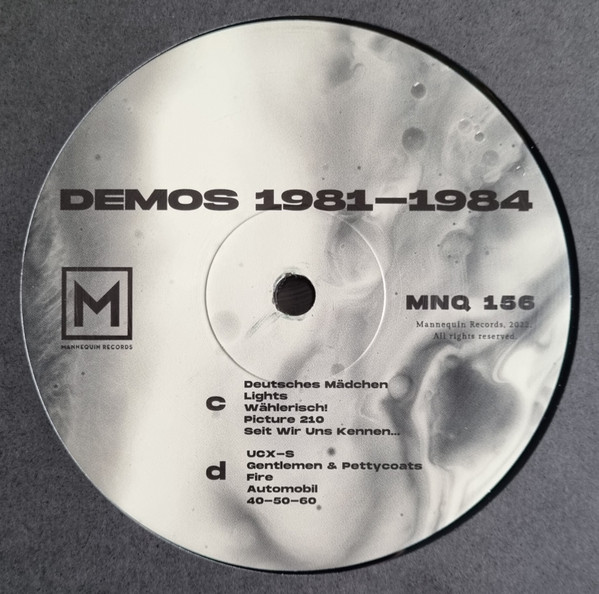 DEMOS 1981—1984
M
MANNEQUIN RECORDS
MNQ 156
Mannequin Records, 2022.
All rights reserved.
c
Deutsches Mädchen
Lights
Wählerisch!
Picture 210
Seit Wir Uns Kennen...
d
UCX—S
Gentlemen & Pettycoats
Fire
Automobil
40—50—60